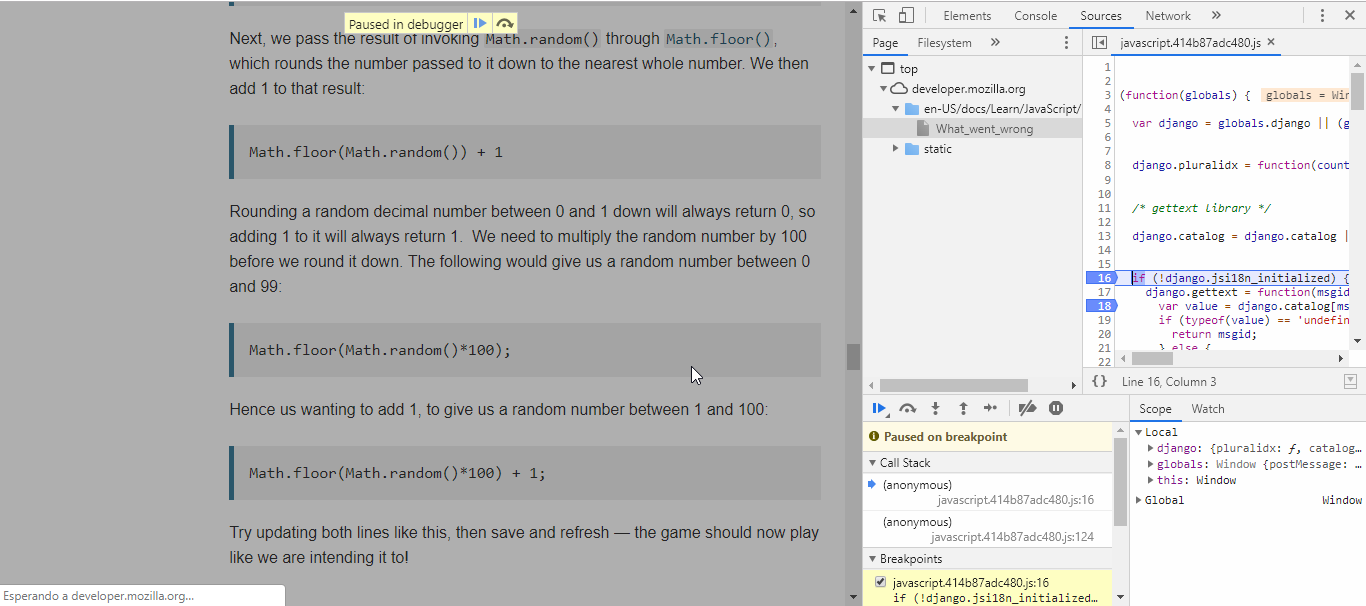 Paused in debugger
Next, we pass the result of invoking Math.random() through Math.floor(),
which rounds the number passed to it down to the nearest whole number. We then
add 1 to that result:
Math.floor(Math.random()) + 1
Rounding a random decimal number between 0 and 1 down will always return 0, so
adding 1 to it will always return 1.  We need to multiply the random number by 100
before we round it down. The following would give us a random number between 0
and 99:
Math.floor(Math.random()*100);
Hence us wanting to add 1, to give us a random number between 1 and 100:
Math.floor(Math.random()*100) + 1;
Try updating both lines like this, then save and refresh — the game should now play
like we are intending it to!
Esperando a developer.mozilla.org...
Elements Console Sources Network »
Page Filesystem »
top
developer.mozilla.org
en-US/docs/Learn/JavaScript/
What_went_wrong
static
javascript.414b87adc480.js ×
1
2
3 (function(globals) { globals = Wir
4
5 var django = globals.django || (g
6
7
8 django.pluralidx = function(count
9
10
11 /* gettext library */
12
13 django.catalog = django.catalog |
14
15
16 if (!django.jsi18n_initialized) {
17 django.gettext = function(msgid
18 var value = django.catalog[ms
19 if (typeof(value) == 'undefin
20 return msgid;
21 } else {
22
{} Line 16, Column 3
Paused on breakpoint
Call Stack
(anonymous)
javascript.414b87adc480.js:16
(anonymous)
javascript.414b87adc480.js:124
Breakpoints
javascript.414b87adc480.js:16
if (!django.jsi18n_initialized…
Scope Watch
Local
django: {pluralidx: ƒ, catalog…
globals: Window {postMessage: …
this: Window
Global Window